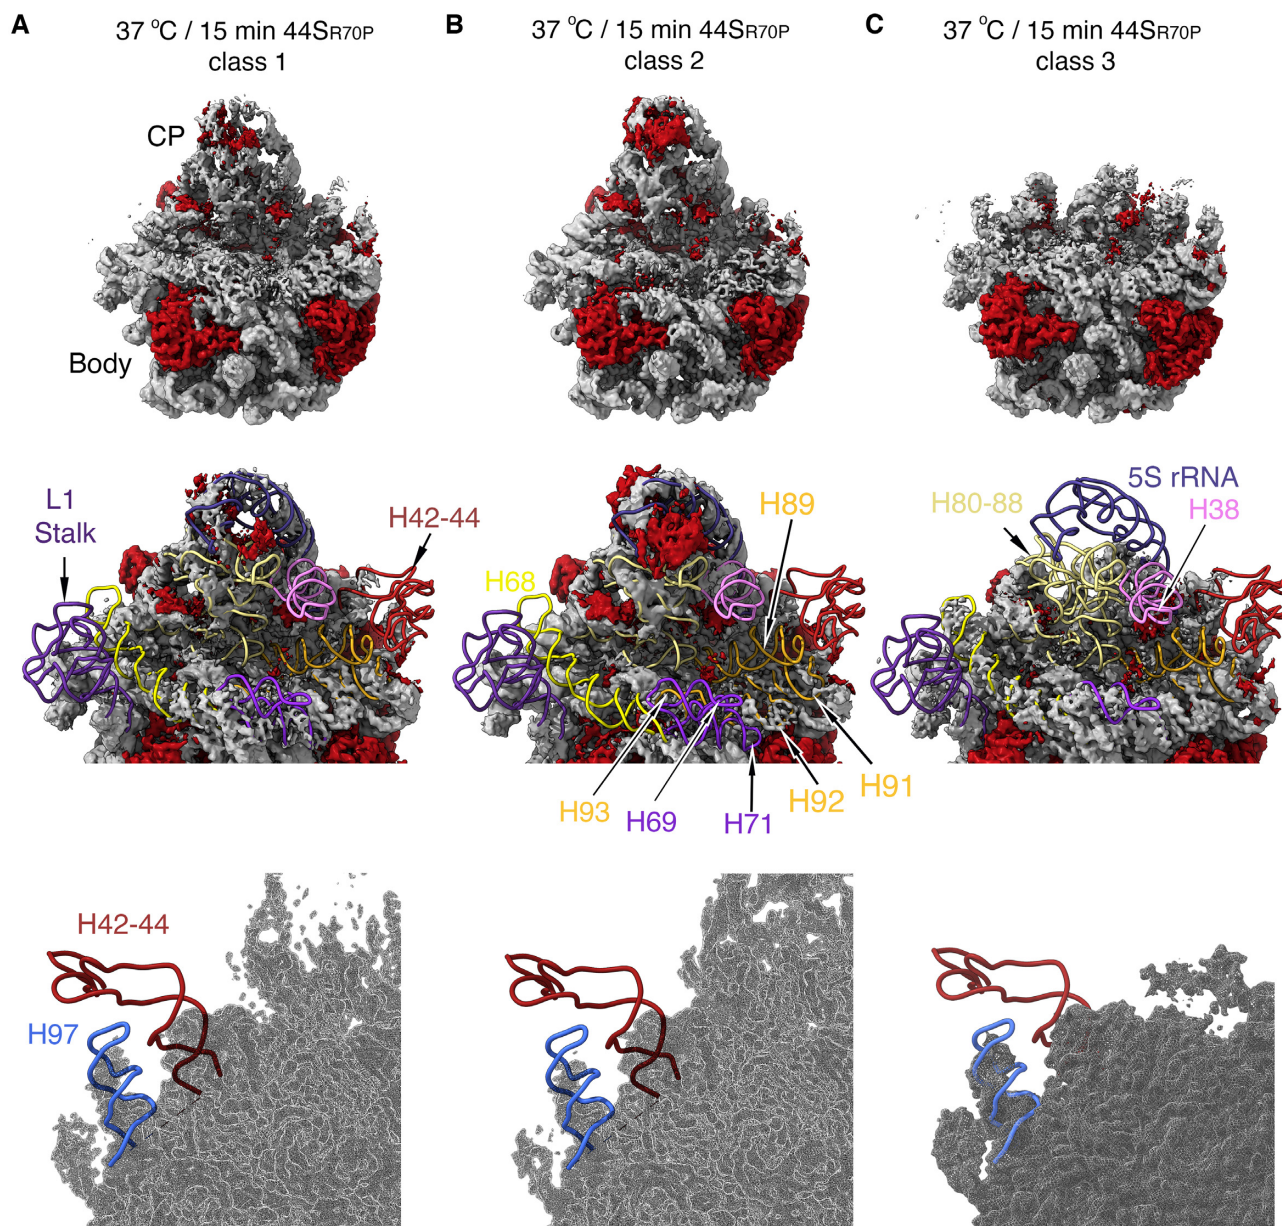 A
37 °C / 15 min 44SR70P
class 1
B
37 °C / 15 min 44SR70P
class 2
C
37 °C / 15 min 44SR70P
class 3
CP
Body
L1
Stalk
H42-44
H68
H89
H80-88
5S rRNA
H38
H93
H69
H71
H92
H91
H42-44
H97